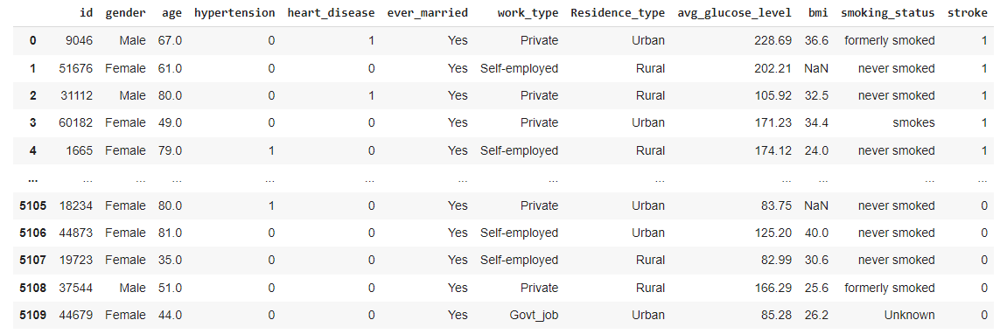 id gender age hypertension heart_disease ever_married work_type Residence_type avg_glucose_level bmi smoking_status stroke
0 9046 Male 67.0 0 1 Yes Private Urban 228.69 36.6 formerly smoked 1
1 51676 Female 61.0 0 0 Yes Self-employed Rural 202.21 NaN never smoked 1
2 31112 Male 80.0 0 1 Yes Private Rural 105.92 32.5 never smoked 1
3 60182 Female 49.0 0 0 Yes Private Urban 171.23 34.4 smokes 1
4 1665 Female 79.0 1 0 Yes Self-employed Rural 174.12 24.0 never smoked 1
... ... ... ... ... ... ... ... ... ... ... ... ...
5105 18234 Female 80.0 1 0 Yes Private Urban 83.75 NaN never smoked 0
5106 44873 Female 81.0 0 0 Yes Self-employed Urban 125.20 40.0 never smoked 0
5107 19723 Female 35.0 0 0 Yes Self-employed Rural 82.99 30.6 never smoked 0
5108 37544 Male 51.0 0 0 Yes Private Rural 166.29 25.6 formerly smoked 0
5109 44679 Female 44.0 0 0 Yes Govt_job Urban 85.28 26.2 Unknown 0